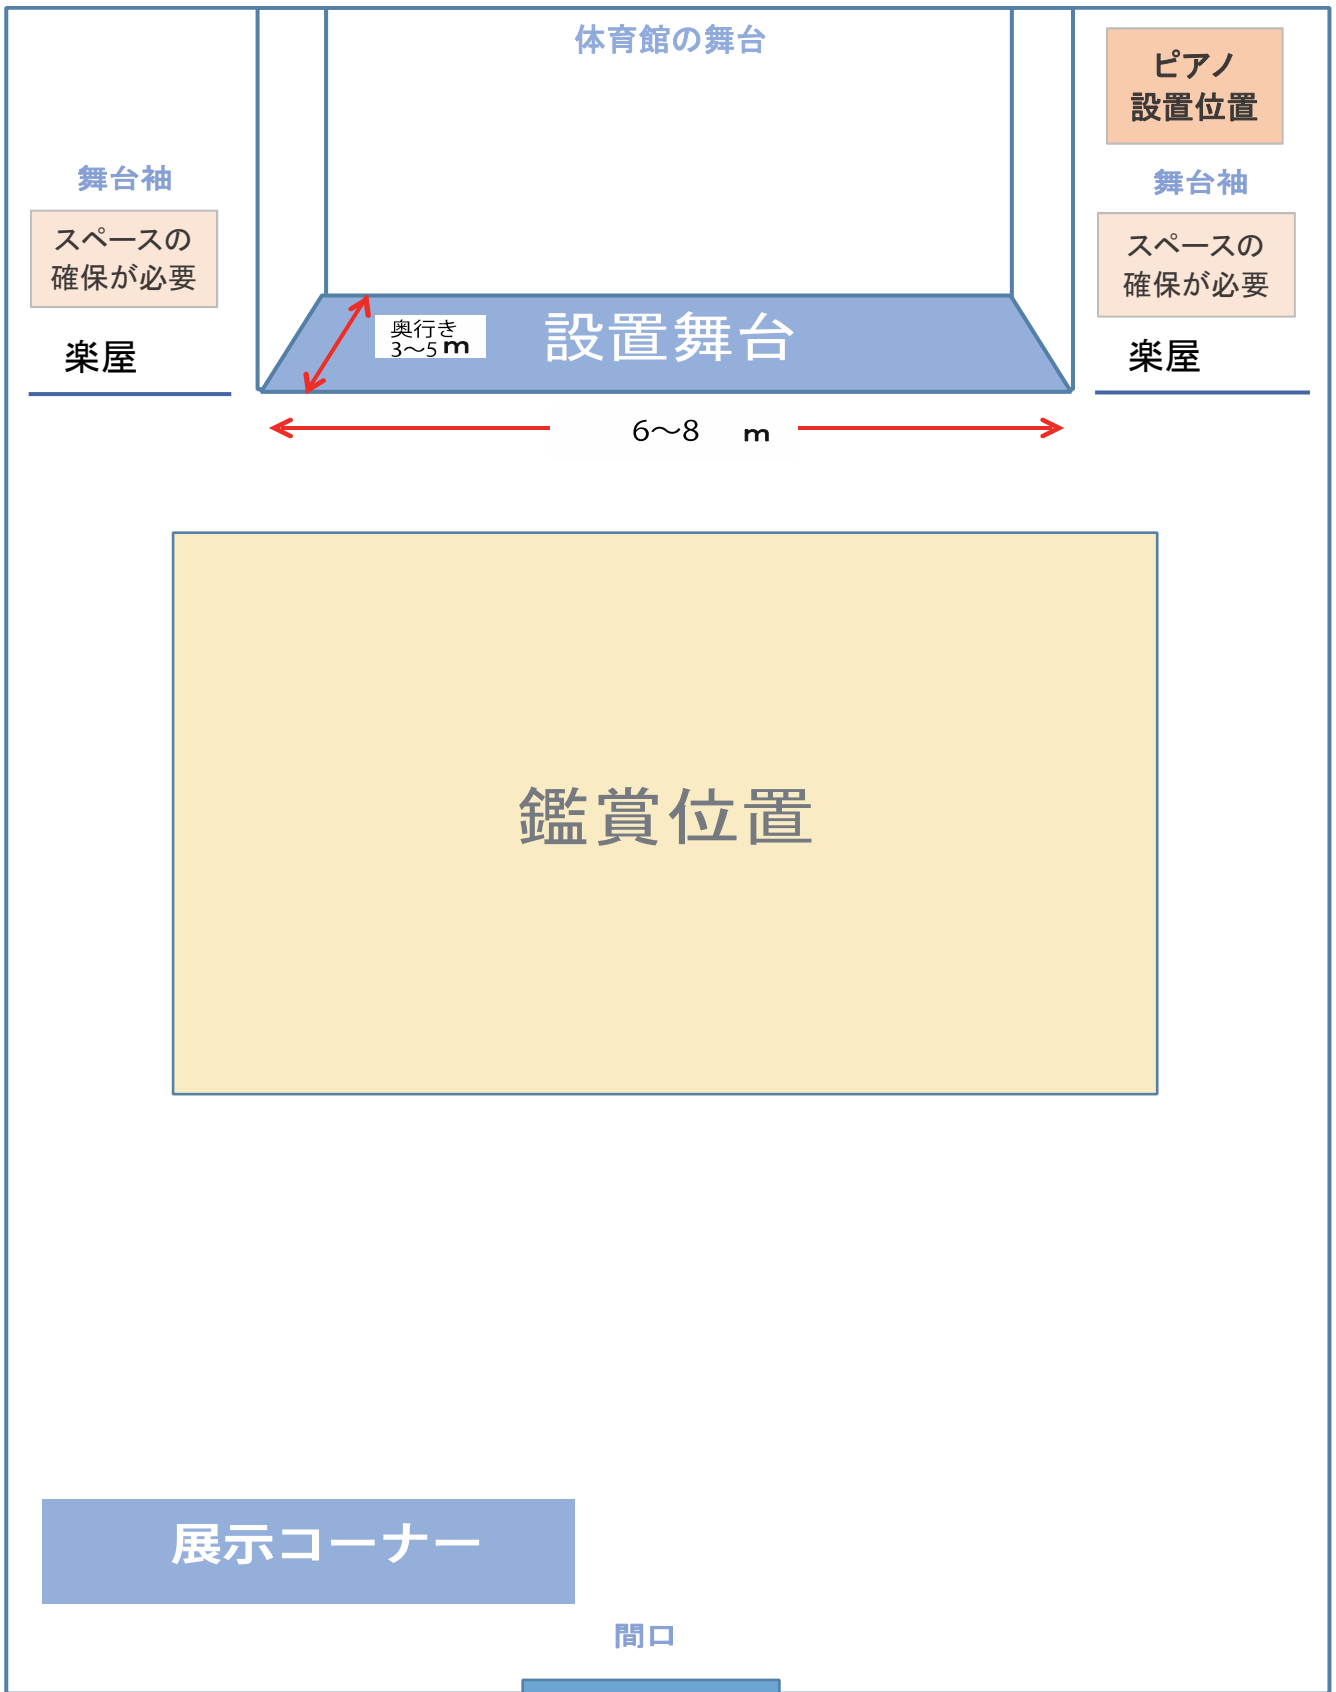 体育館の舞台
ピアノ
設置位置
舞台袖
スペースの
確保が必要
楽屋
舞台袖
スペースの
確保が必要
楽屋
設置舞台
奥行き
3～5m
6～8 m
鑑賞位置
展示コーナー
間口